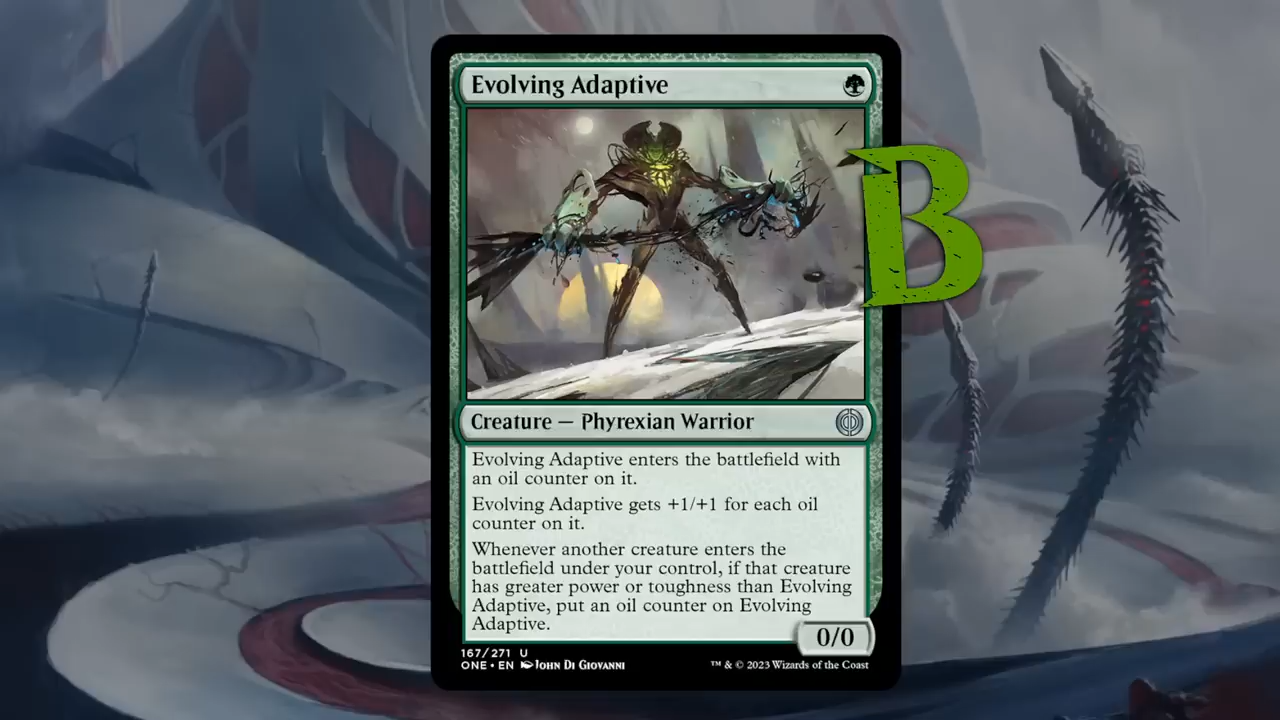 Evolving Adaptive
B
Creature — Phyrexian Warrior
Evolving Adaptive enters the battlefield with
an oil counter on it.
Evolving Adaptive gets +1/+1 for each oil
counter on it.
Whenever another creature enters the
battlefield under your control, if that creature
has greater power or toughness than Evolving
Adaptive, put an oil counter on Evolving
Adaptive.
0/0
167/271 U
ONE • EN John Di Giovanni
™ & © 2023 Wizards of the Coast